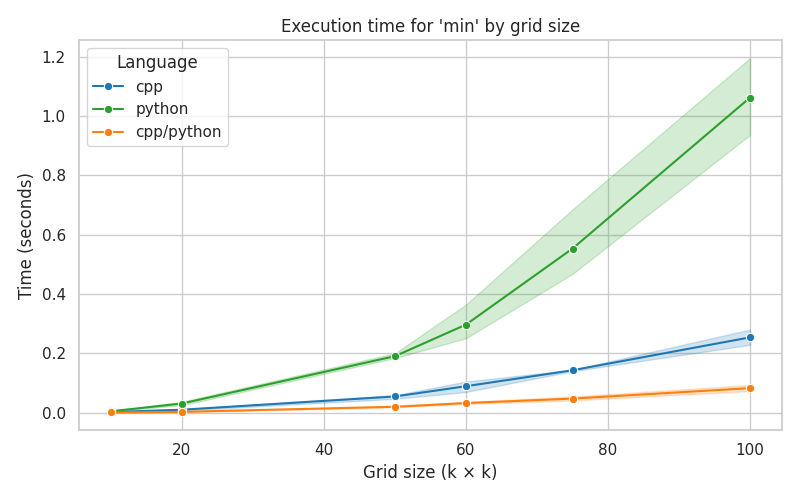 Execution time for 'min' by grid size
Language
cpp
python
cpp/python
Time (seconds)
1.2
1.0
0.8
0.6
0.4
0.2
0.0
20 40 60 80 100
Grid size (k × k)